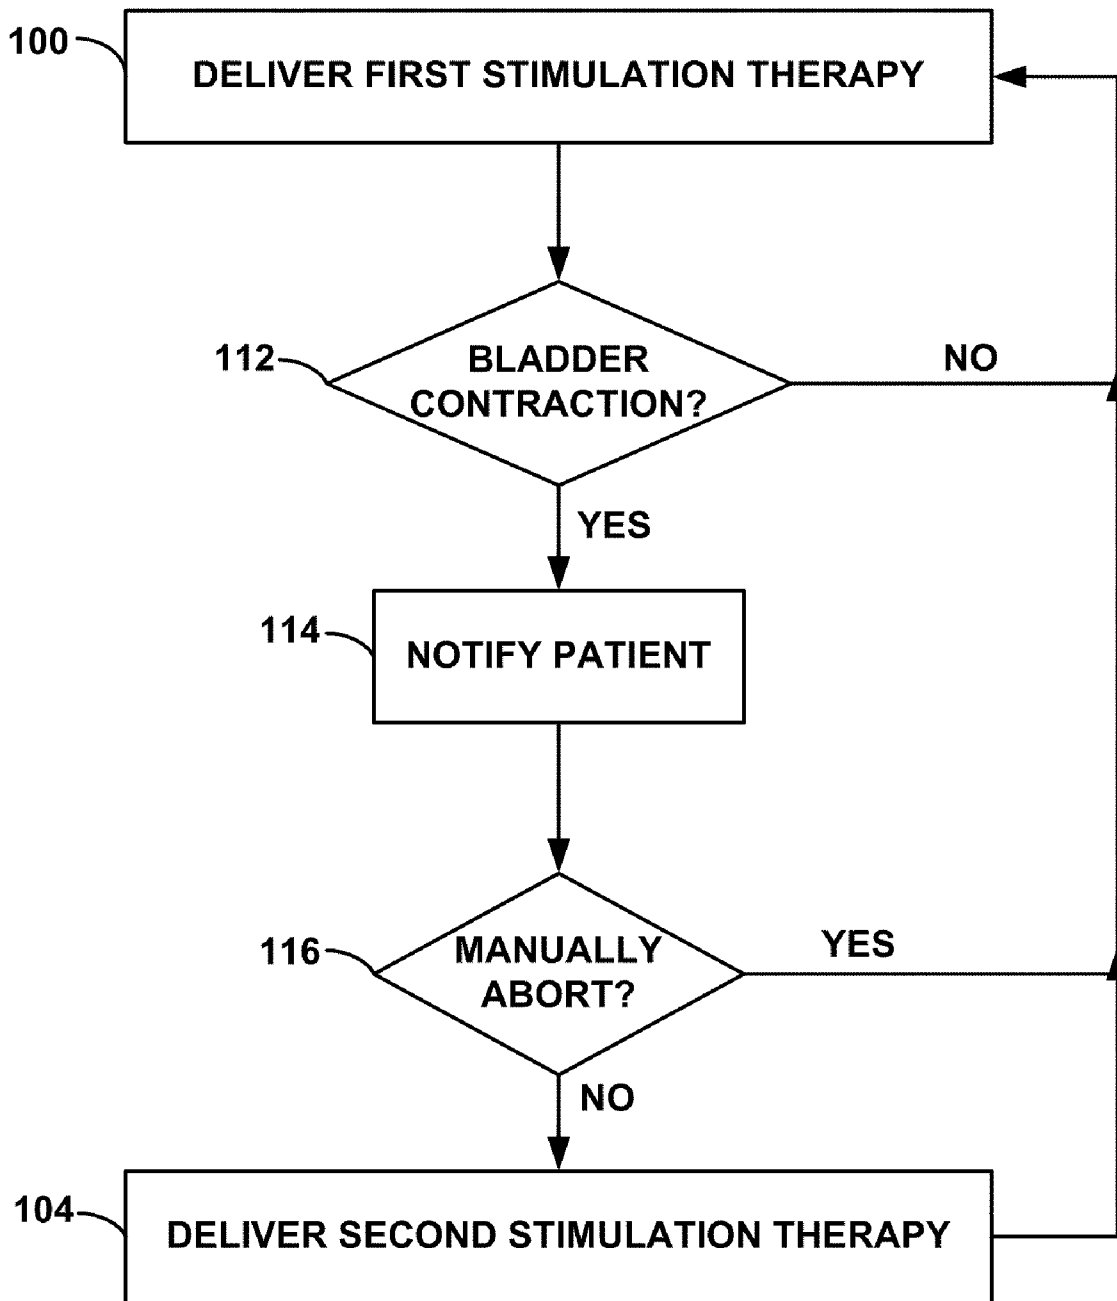 100
DELIVER FIRST STIMULATION THERAPY
112
BLADDER
CONTRACTION?
NO
YES
114
NOTIFY PATIENT
116
MANUALLY
ABORT?
YES
NO
104
DELIVER SECOND STIMULATION THERAPY